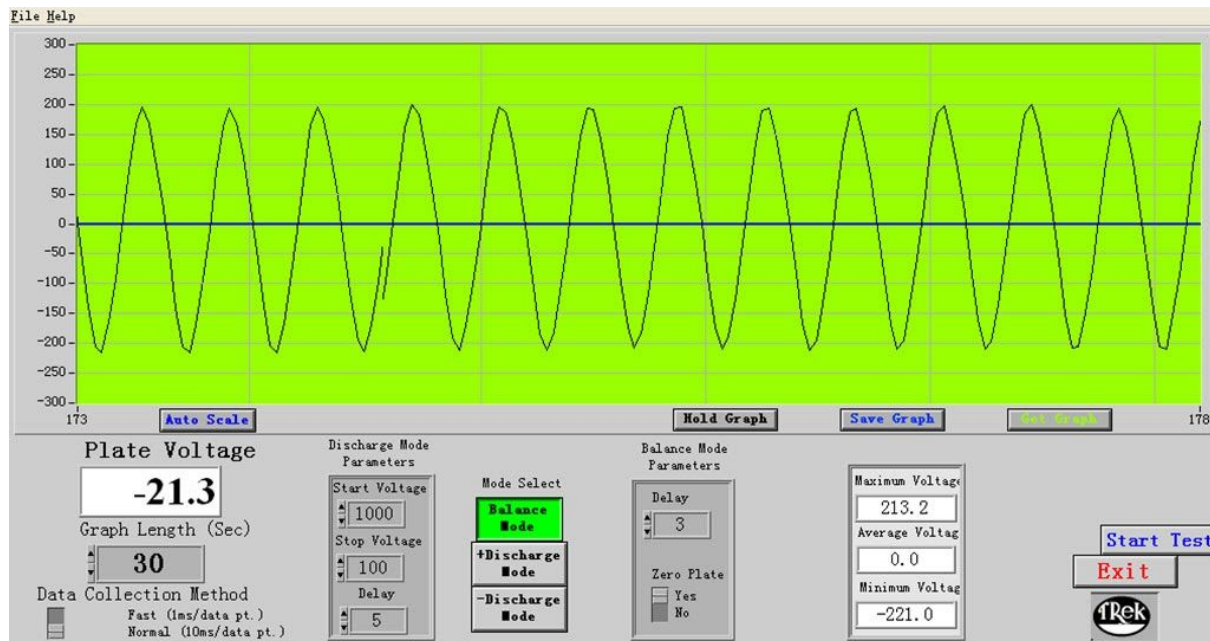 File Help
300
250
200
150
100
50
0
-50
-100
-150
-200
-250
-300
173
178
Auto Scale
Hold Graph
Save Graph
Get Graph
Plate Voltage
-21.3
Graph Length (Sec)
30
Data Collection Method
Fast (1ms/data pt.)
Normal (10ms/data pt.)
Discharge Mode
Parameters
Start Voltage
1000
Stop Voltage
100
Delay
5
Mode Select
Balance
Mode
+Discharge
Mode
-Discharge
Mode
Balance Mode
Parameters
Delay
3
Zero Plate
Yes
No
Maximum Voltage
213.2
Average Voltag
0.0
Minimum Voltag
-221.0
Start Test
Exit
TRek